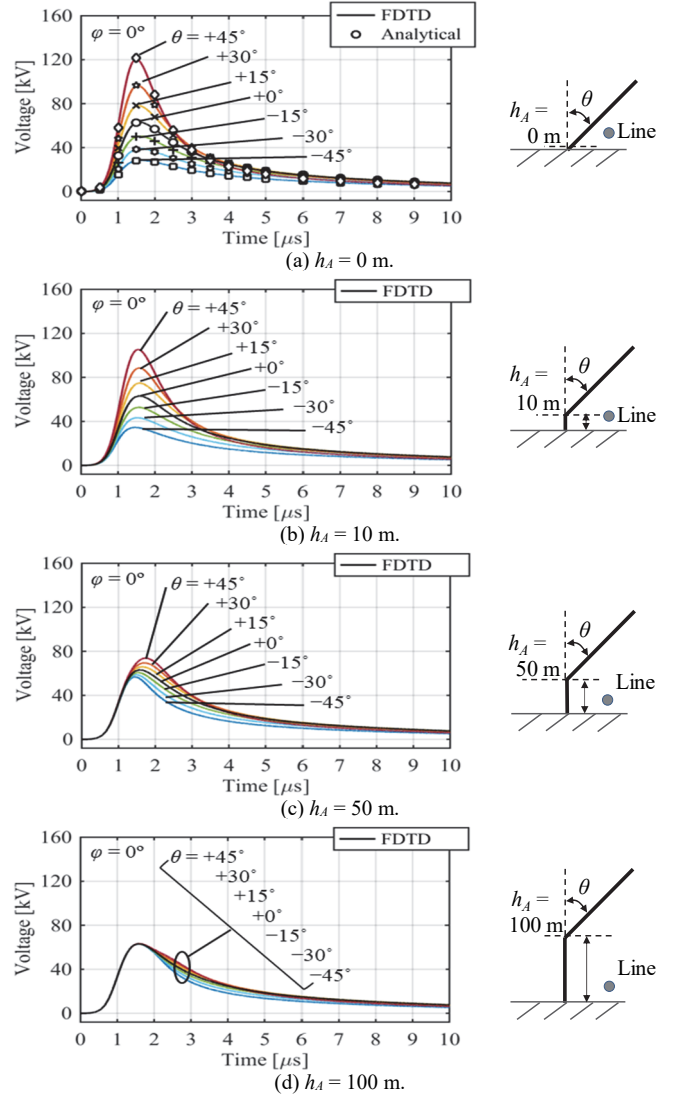 160
120
80
40
0
Voltage [kV]
φ = 0°
θ = +45°
+30°
+15°
+0°
−15°
−30°
−45°
FDTD
Analytical
0 1 2 3 4 5 6 7 8 9 10
Time [μs]
h_A =
0 m
θ
Line
(a) h_A = 0 m.
160
120
80
40
0
Voltage [kV]
φ = 0°
θ = +45°
+30°
+15°
+0°
−15°
−30°
−45°
FDTD
0 1 2 3 4 5 6 7 8 9 10
Time [μs]
h_A =
10 m
θ
Line
(b) h_A = 10 m.
160
120
80
40
0
Voltage [kV]
φ = 0°
θ = +45°
+30°
+15°
+0°
−15°
−30°
−45°
FDTD
0 1 2 3 4 5 6 7 8 9 10
Time [μs]
h_A =
50 m
θ
Line
(c) h_A = 50 m.
160
120
80
40
0
Voltage [kV]
φ = 0°
θ = +45°
+30°
+15°
+0°
−15°
−30°
−45°
FDTD
0 1 2 3 4 5 6 7 8 9 10
Time [μs]
h_A =
100 m
θ
Line
(d) h_A = 100 m.